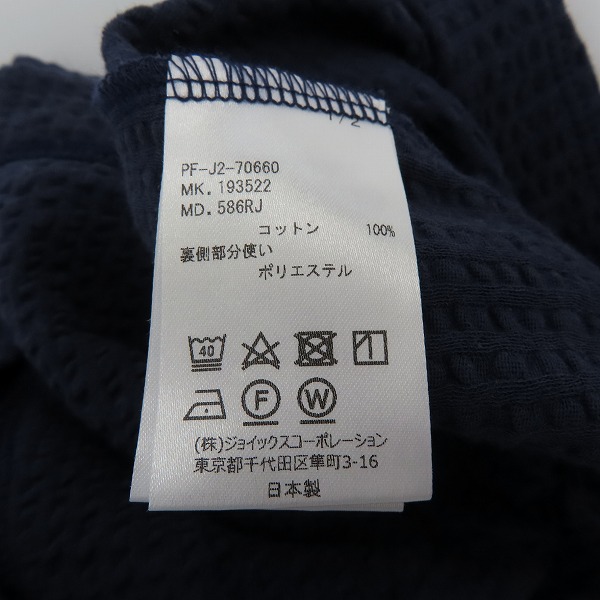 1/2
PF-J2-70660
MK. 193522
MD. 586RJ
コットン 100%
裏側部分使い
ポリエステル
40
F W
(株)ジョイックスコーポレーション
東京都千代田区隼町3-16
日本製